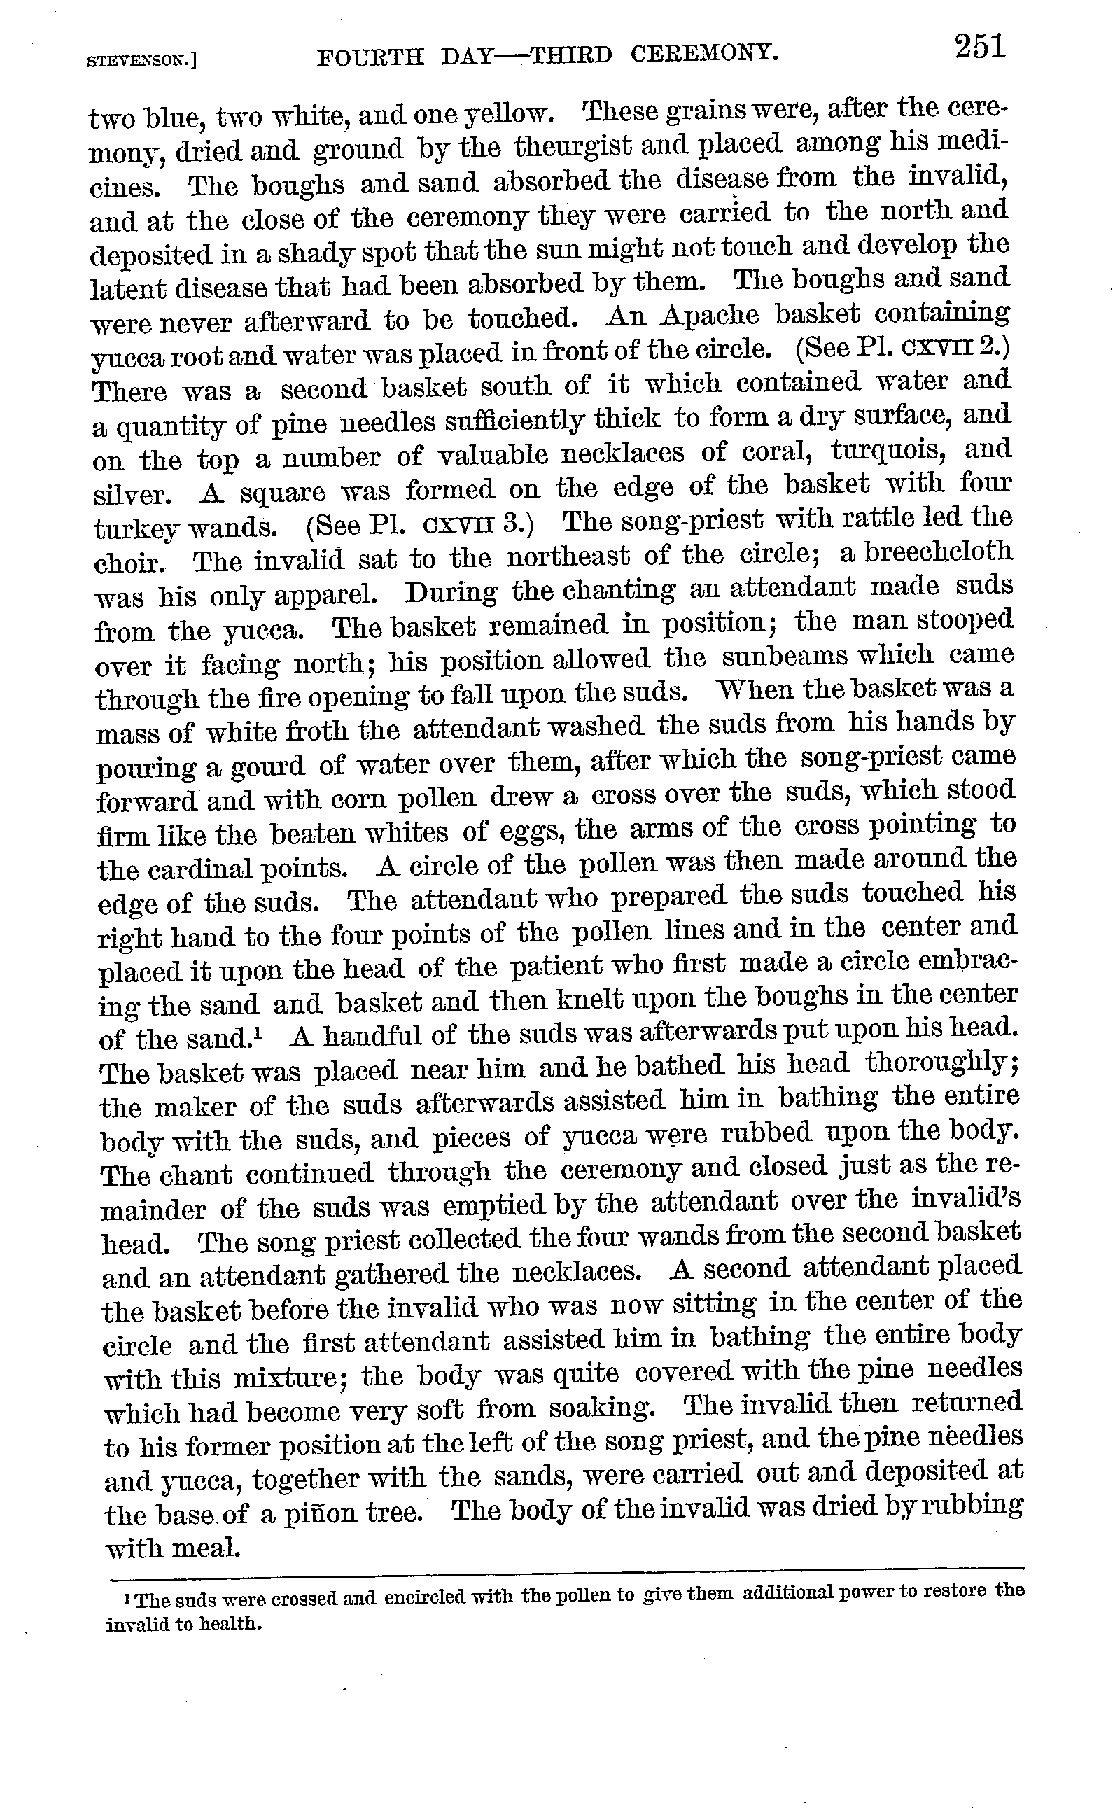 STEVENSON.] FOURTH DAY—THIRD CEREMONY. 251
two blue, two white, and one yellow. These grains were, after the cere-
mony, dried and ground by the theurgist and placed among his medi-
cines. The boughs and sand absorbed the disease from the invalid,
and at the close of the ceremony they were carried to the north and
deposited in a shady spot that the sun might not touch and develop the
latent disease that had been absorbed by them. The boughs and sand
were never afterward to be touched. An Apache basket containing
yucca root and water was placed in front of the circle. (See Pl. CXVII 2.)
There was a second basket south of it which contained water and
a quantity of pine needles sufficiently thick to form a dry surface, and
on the top a number of valuable necklaces of coral, turquois, and
silver. A square was formed on the edge of the basket with four
turkey wands. (See Pl. CXVII 3.) The song-priest with rattle led the
choir. The invalid sat to the northeast of the circle; a breechcloth
was his only apparel. During the chanting an attendant made suds
from the yucca. The basket remained in position; the man stooped
over it facing north; his position allowed the sunbeams which came
through the fire opening to fall upon the suds. When the basket was a
mass of white froth the attendant washed the suds from his hands by
pouring a gourd of water over them, after which the song-priest came
forward and with corn pollen drew a cross over the suds, which stood
firm like the beaten whites of eggs, the arms of the cross pointing to
the cardinal points. A circle of the pollen was then made around the
edge of the suds. The attendant who prepared the suds touched his
right hand to the four points of the pollen lines and in the center and
placed it upon the head of the patient who first made a circle embrac-
ing the sand and basket and then knelt upon the boughs in the center
of the sand.¹ A handful of the suds was afterwards put upon his head.
The basket was placed near him and he bathed his head thoroughly;
the maker of the suds afterwards assisted him in bathing the entire
body with the suds, and pieces of yucca were rubbed upon the body.
The chant continued through the ceremony and closed just as the re-
mainder of the suds was emptied by the attendant over the invalid's
head. The song priest collected the four wands from the second basket
and an attendant gathered the necklaces. A second attendant placed
the basket before the invalid who was now sitting in the center of the
circle and the first attendant assisted him in bathing the entire body
with this mixture; the body was quite covered with the pine needles
which had become very soft from soaking. The invalid then returned
to his former position at the left of the song priest, and the pine needles
and yucca, together with the sands, were carried out and deposited at
the base of a piñon tree. The body of the invalid was dried by rubbing
with meal.
¹ The suds were crossed and encircled with the pollen to give them additional power to restore the
invalid to health.